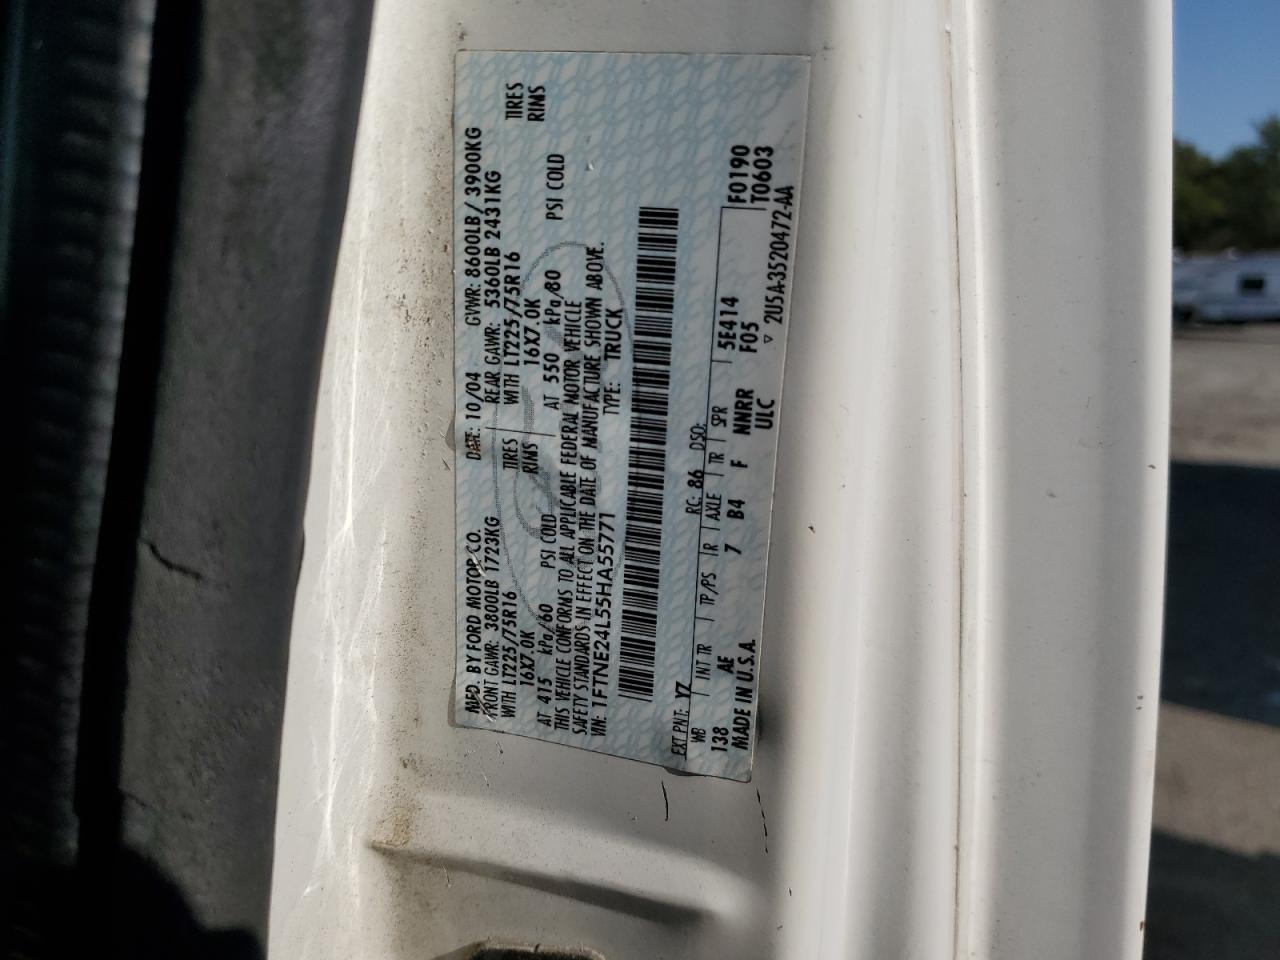 MFD. BY FORD MOTOR CO. DATE: 10/04 GVWR: 8600LB/3900KG
FRONT GAWR: 3800LB 1723KG REAR GAWR: 5360LB 2431KG
WITH LT225/75R16 TIRES WITH LT225/75R16 TIRES
16X7.0K RIMS 16X7.0K RIMS
AT 415 kPa/60 PSI COLD AT 550 kPa/80 PSI COLD
THIS VEHICLE CONFORMS TO ALL APPLICABLE FEDERAL MOTOR VEHICLE
SAFETY STANDARDS IN EFFECT ON THE DATE OF MANUFACTURE SHOWN ABOVE.
VIN: 1FTNE24L55HA55771 TYPE: TRUCK
EXT PNT: YZ RC: 86 DSO: F0190
WB INT TR TP/PS R AXLE TR SPR 5E414 T0603
138 AE 7 B4 F NNRR F05
MADE IN U.S.A. ULC ▽ 2U5A-3520472-AA